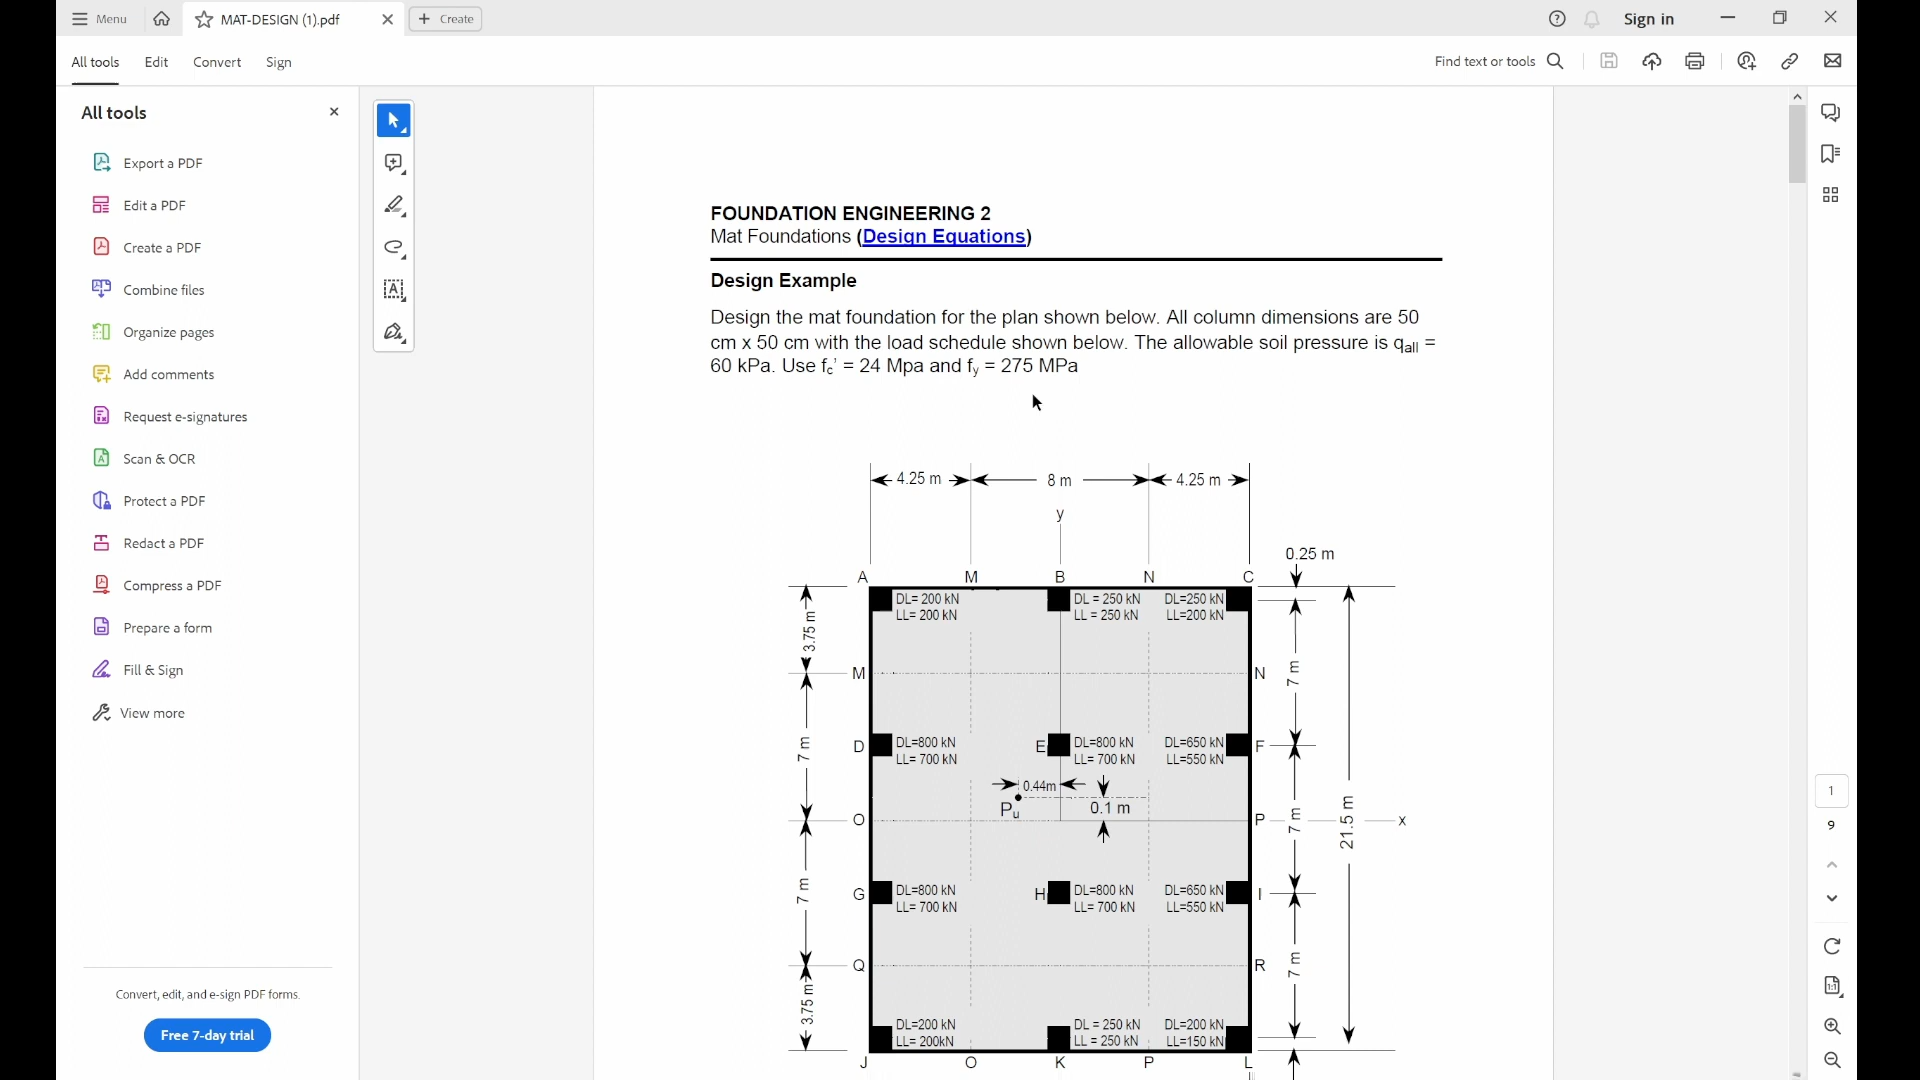 Menu
MAT-DESIGN (1).pdf
Create
Sign in
All tools
Edit
Convert
Sign
Find text or tools
All tools
Export a PDF
Edit a PDF
Create a PDF
Combine files
Organize pages
Add comments
Request e-signatures
Scan & OCR
Protect a PDF
Redact a PDF
Compress a PDF
Prepare a form
Fill & Sign
View more
Convert, edit, and e-sign PDF forms.
Free 7-day trial
FOUNDATION ENGINEERING 2
Mat Foundations (Design Equations)
Design Example
Design the mat foundation for the plan shown below. All column dimensions are 50
cm x 50 cm with the load schedule shown below. The allowable soil pressure is qall =
60 kPa. Use fc' = 24 Mpa and fy = 275 MPa
4.25 m 8 m 4.25 m
y
0.25 m
A M B N C
DL= 200 kN DL = 250 kN DL=250 kN
LL= 200 kN LL = 250 kN LL=200 kN
3.75 m
M N
7 m
D E F
DL=800 kN DL=800 kN DL=650 kN
LL= 700 kN LL= 700 kN LL=550 kN
7 m
0.44m
Pu 0.1 m
O P x
7 m
21.5 m
G H I
DL=800 kN DL=800 kN DL=650 kN
LL= 700 kN LL= 700 kN LL=550 kN
7 m
Q R
7 m
3.75 m
DL=200 kN DL = 250 kN DL=200 kN
LL= 200kN LL = 250 kN LL=150 kN
J O K P L
1
9